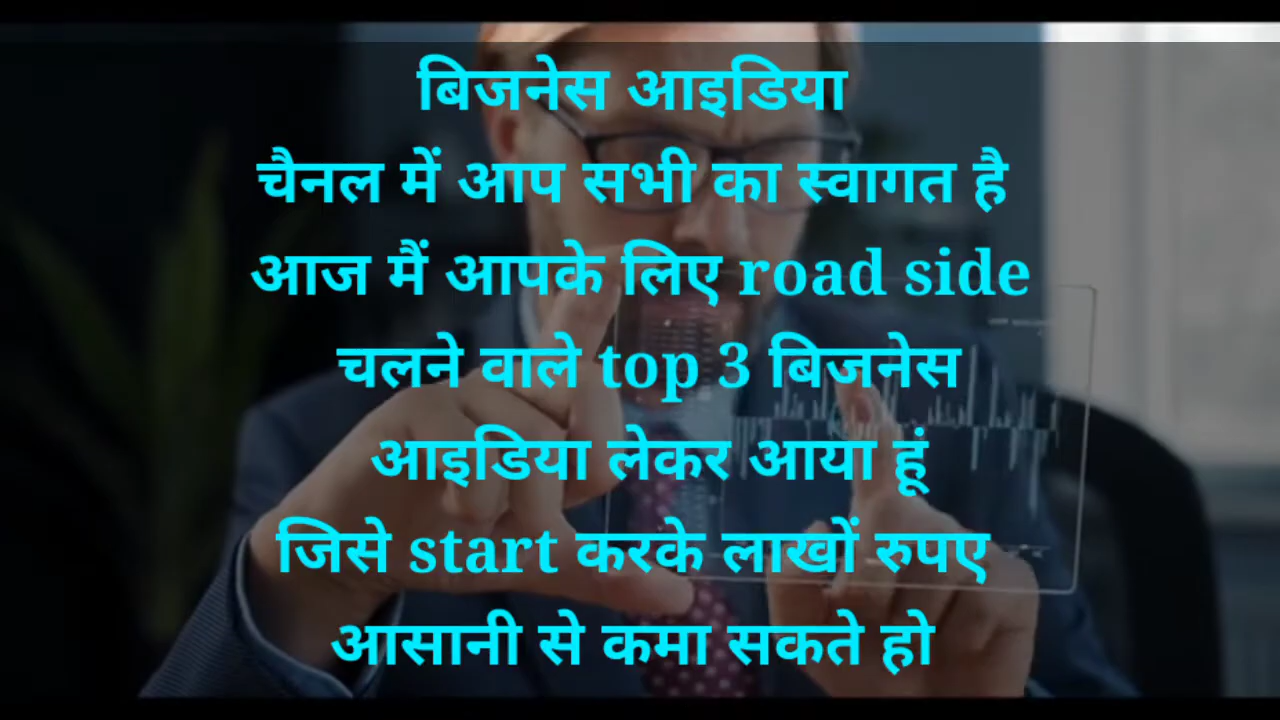 बिजनेस आइडिया
चैनल में आप सभी का स्वागत है
आज मैं आपके लिए road side
चलने वाले top 3 बिजनेस
आइडिया लेकर आया हूं
जिसे start करके लाखों रुपए
आसानी से कमा सकते हो